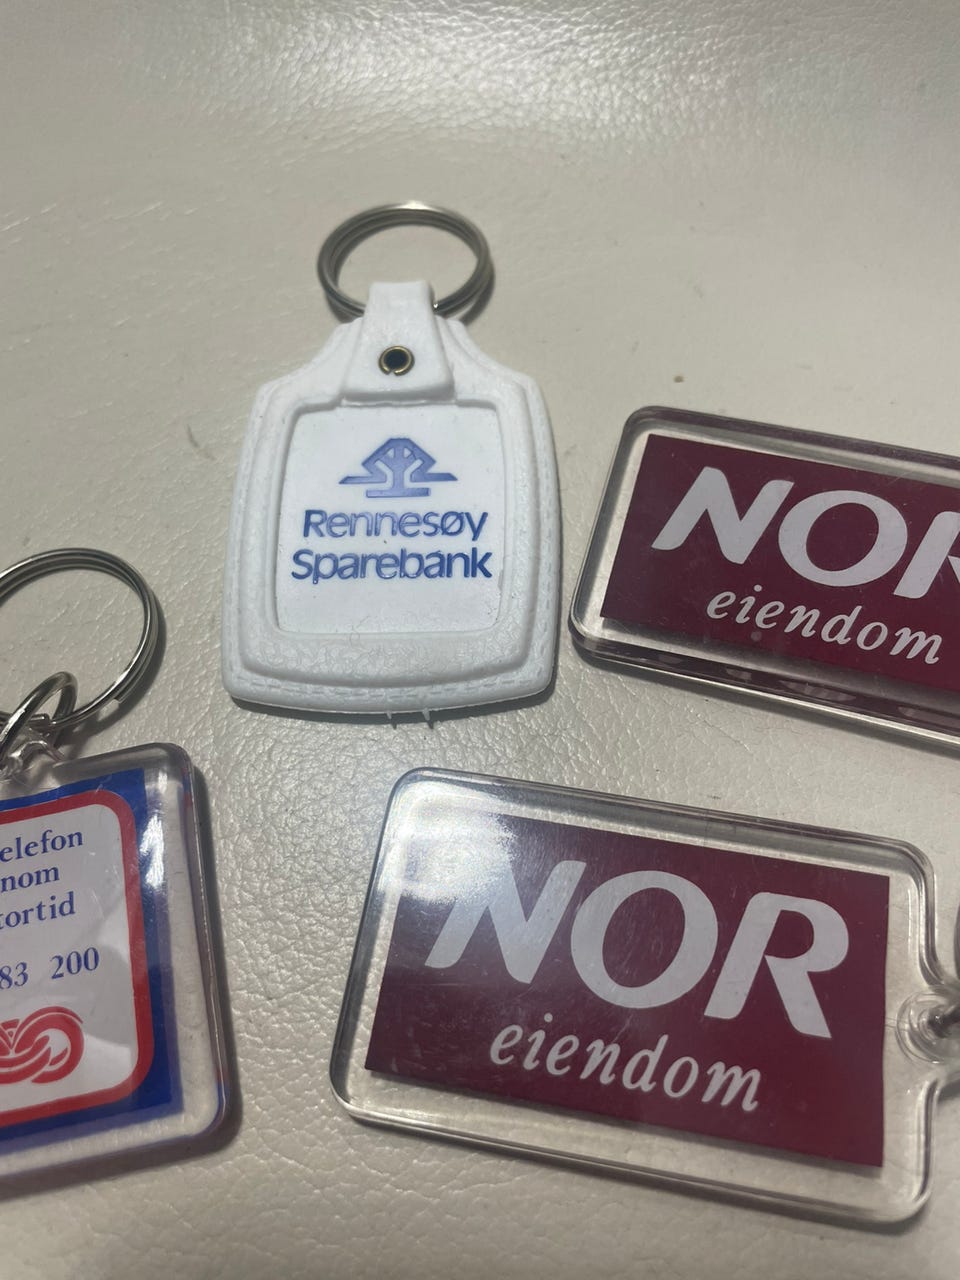 Rennesøy
Sparebank
NOR
eiendom
elefon
nom
tortid
83 200
NOR
eiendom